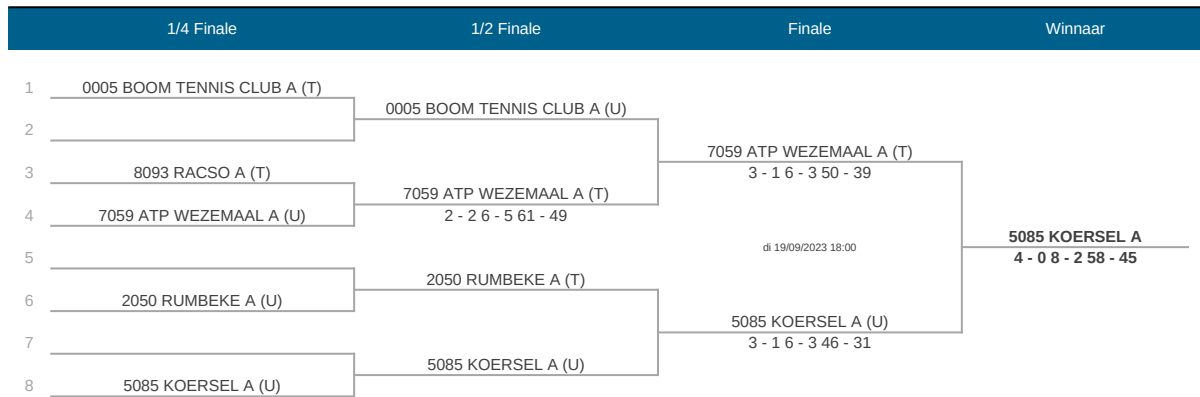 1/4 Finale 1/2 Finale Finale Winnaar
1 0005 BOOM TENNIS CLUB A (T)
0005 BOOM TENNIS CLUB A (U)
2
7059 ATP WEZEMAAL A (T)
3 8093 RACSO A (T)
3 - 1 6 - 3 50 - 39
7059 ATP WEZEMAAL A (T)
4 7059 ATP WEZEMAAL A (U)
2 - 2 6 - 5 61 - 49
5085 KOERSEL A
di 19/09/2023 18:00
5
4 - 0 8 - 2 58 - 45
2050 RUMBEKE A (T)
6 2050 RUMBEKE A (U)
5085 KOERSEL A (U)
7
3 - 1 6 - 3 46 - 31
5085 KOERSEL A (U)
8 5085 KOERSEL A (U)